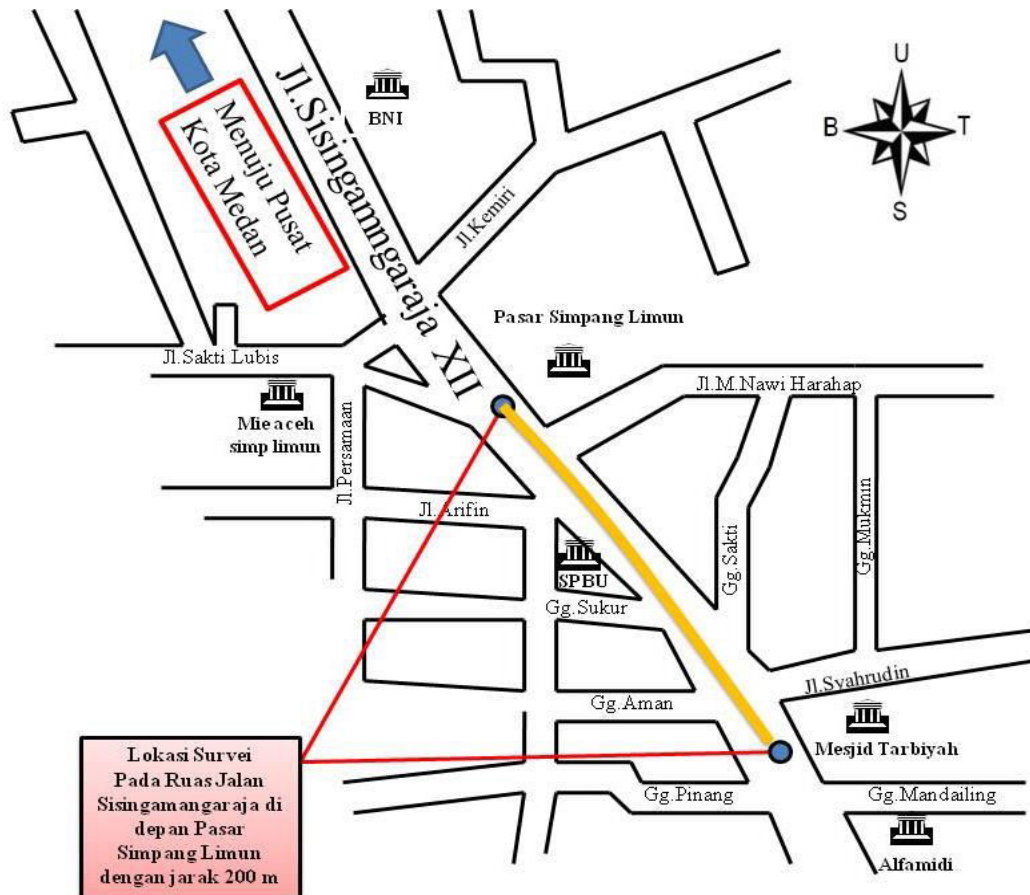 U
B
T
S
Menuju Pusat
Kota Medan
Jl.Sisingamngaraja XII
BNI
Jl.Kemiri
Pasar Simpang Limun
Jl.Sakti Lubis
Jl.M.Nawi Harahap
Mie aceh
simp limun
Jl.Persamaan
Jl.Arifin
Gg.Sakti
Gg.Mukmin
SPBU
Gg.Sukur
Jl.Syahrudin
Gg.Aman
Mesjid Tarbiyah
Gg.Pinang
Gg.Mandailing
Alfamidi
Lokasi Survei
Pada Ruas Jalan
Sisingamangaraja di
depan Pasar
Simpang Limun
dengan jarak 200 m